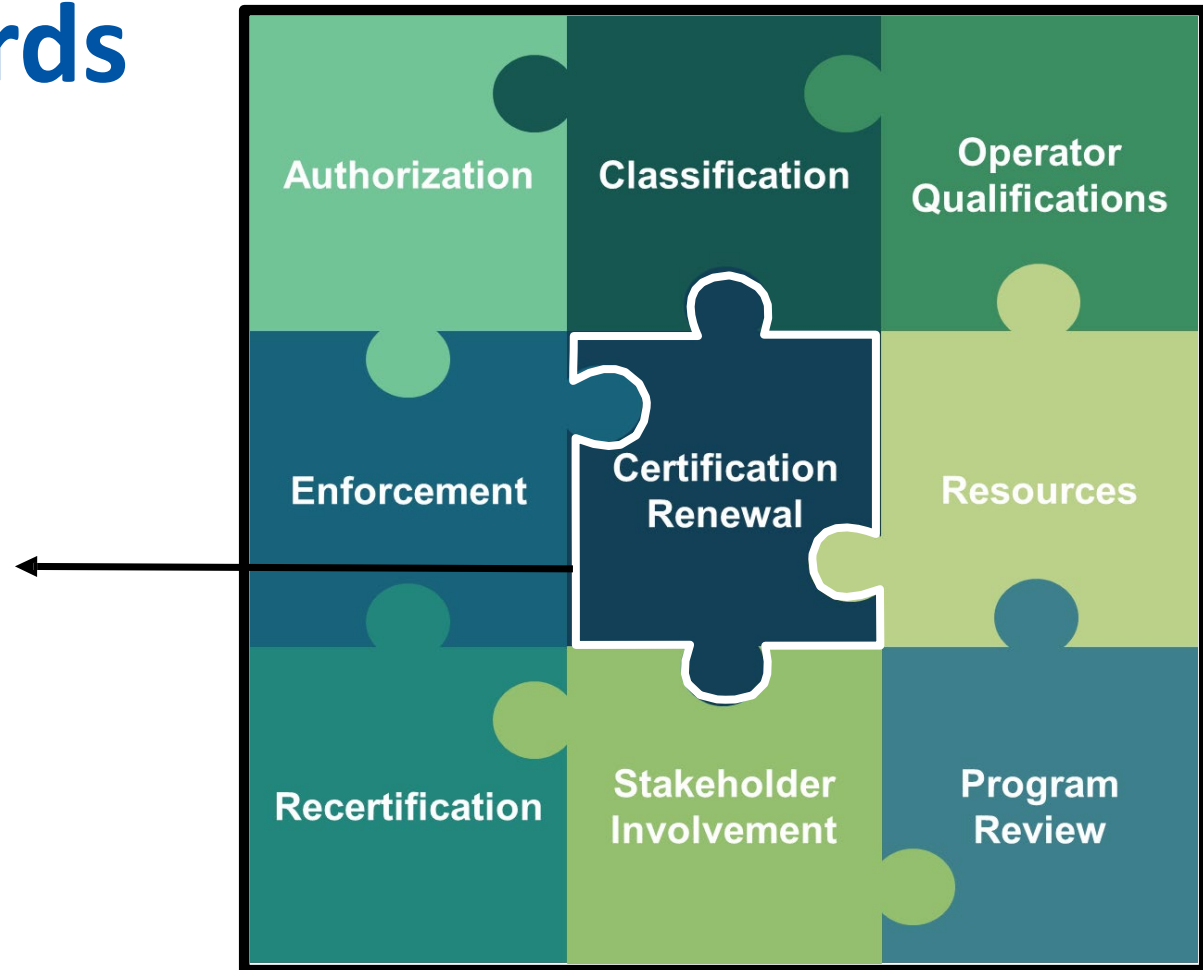 rds
Authorization
Classification
Operator
Qualifications
Enforcement
Certification
Renewal
Resources
Recertification
Stakeholder
Involvement
Program
Review